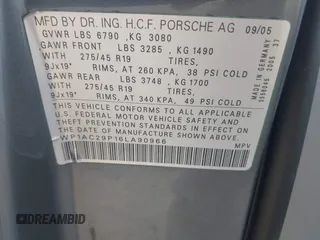 MFD BY DR. ING. H.C.F. PORSCHE AG 09/05
GVWR LBS 6790 , KG 3080
GAWR FRONT LBS 3285 , KG 1490
WITH 275/45 R19 TIRES,
9Jx19" RIMS, AT 260 KPA, 38 PSI COLD
GAWR REAR LBS 3748 , KG 1700
WITH 275/45 R19 TIRES,
9Jx19" RIMS, AT 340 KPA, 49 PSI COLD
THIS VEHICLE CONFORMS TO ALL APPLICABLE
FEDERAL MOTOR VEHICLE SAFETY AND
THEFT PREVENTION STANDARDS IN EFFECT
ON THE DATE OF MANUFACTURE SHOWN ABOVE.
WP1AC29P16LA90966 MPV
2005 37
DREAMBID